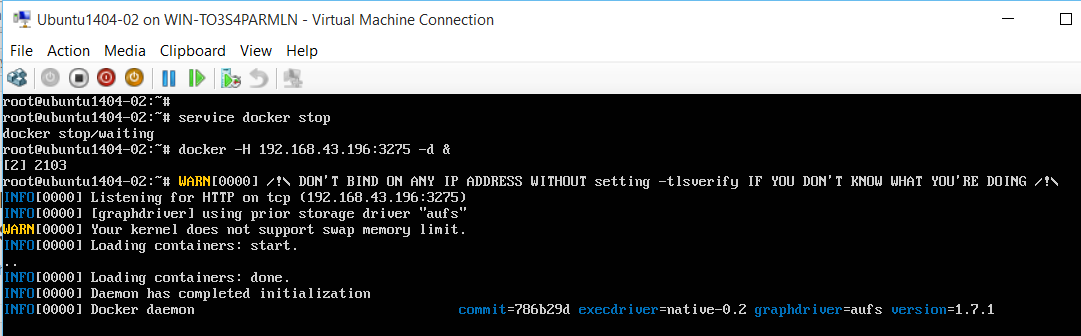 Ubuntu1404-02 on WIN-TO3S4PARMLN - Virtual Machine Connection
File Action Media Clipboard View Help
root@ubuntu1404-02:~#
root@ubuntu1404-02:~# service docker stop
docker stop/waiting
root@ubuntu1404-02:~# docker -H 192.168.43.196:3275 -d &
[2] 2103
root@ubuntu1404-02:~# WARN[0000] /!\ DON'T BIND ON ANY IP ADDRESS WITHOUT setting -tlsverify IF YOU DON'T KNOW WHAT YOU'RE DOING /!\
INFO[0000] Listening for HTTP on tcp (192.168.43.196:3275)
INFO[0000] [graphdriver] using prior storage driver "aufs"
WARN[0000] Your kernel does not support swap memory limit.
INFO[0000] Loading containers: start.
..
INFO[0000] Loading containers: done.
INFO[0000] Daemon has completed initialization
INFO[0000] Docker daemon commit=786b29d execdriver=native-0.2 graphdriver=aufs version=1.7.1